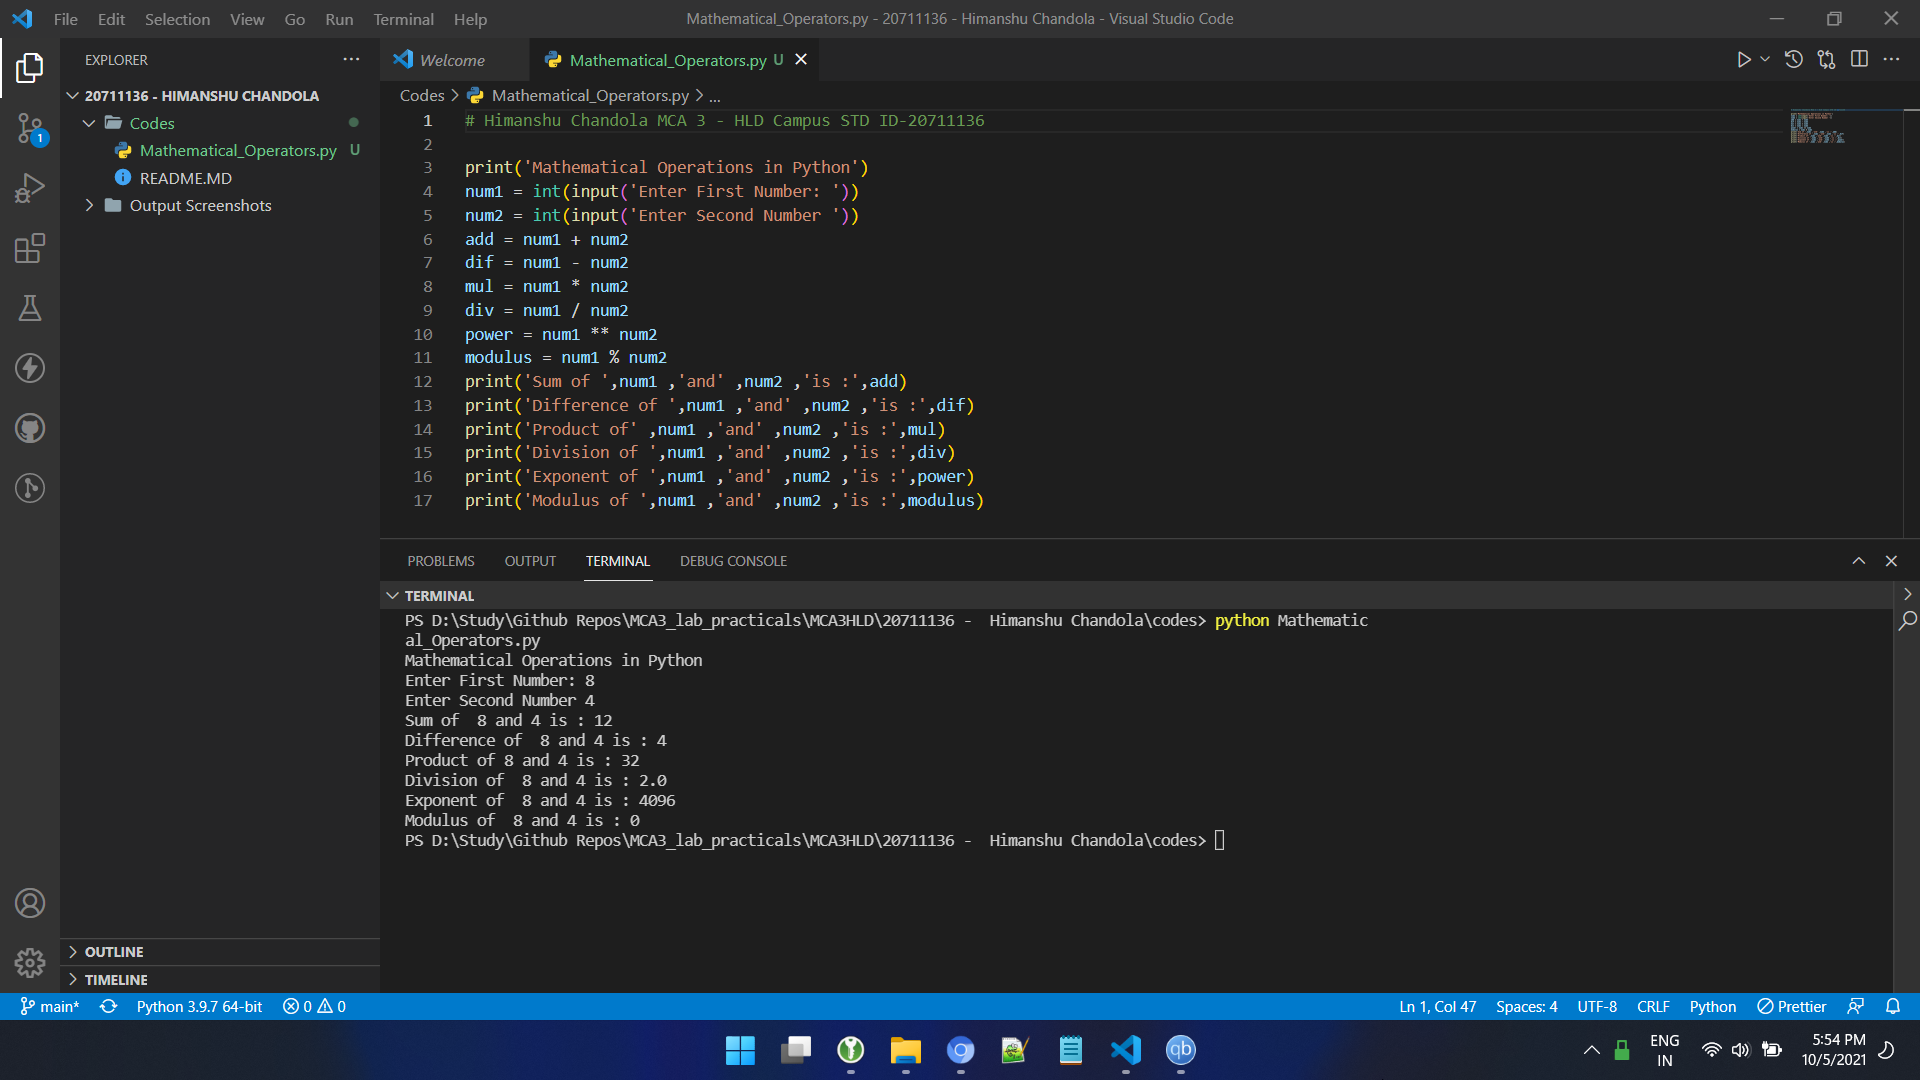 File Edit Selection View Go Run Terminal Help
Mathematical_Operators.py - 20711136 - Himanshu Chandola - Visual Studio Code
EXPLORER
Welcome
Mathematical_Operators.py U
20711136 - HIMANSHU CHANDOLA
Codes
Mathematical_Operators.py U
README.MD
Output Screenshots
1
Codes > Mathematical_Operators.py > ...
1 # Himanshu Chandola MCA 3 - HLD Campus STD ID-20711136
2
3 print('Mathematical Operations in Python')
4 num1 = int(input('Enter First Number: '))
5 num2 = int(input('Enter Second Number '))
6 add = num1 + num2
7 dif = num1 - num2
8 mul = num1 * num2
9 div = num1 / num2
10 power = num1 ** num2
11 modulus = num1 % num2
12 print('Sum of ',num1 ,'and' ,num2 ,'is :',add)
13 print('Difference of ',num1 ,'and' ,num2 ,'is :',dif)
14 print('Product of' ,num1 ,'and' ,num2 ,'is :',mul)
15 print('Division of ',num1 ,'and' ,num2 ,'is :',div)
16 print('Exponent of ',num1 ,'and' ,num2 ,'is :',power)
17 print('Modulus of ',num1 ,'and' ,num2 ,'is :',modulus)
PROBLEMS OUTPUT TERMINAL DEBUG CONSOLE
TERMINAL
PS D:\Study\Github Repos\MCA3_lab_practicals\MCA3HLD\20711136 -  Himanshu Chandola\codes> python Mathematic
al_Operators.py
Mathematical Operations in Python
Enter First Number: 8
Enter Second Number 4
Sum of  8 and 4 is : 12
Difference of  8 and 4 is : 4
Product of 8 and 4 is : 32
Division of  8 and 4 is : 2.0
Exponent of  8 and 4 is : 4096
Modulus of  8 and 4 is : 0
PS D:\Study\Github Repos\MCA3_lab_practicals\MCA3HLD\20711136 -  Himanshu Chandola\codes>
OUTLINE
TIMELINE
main* Python 3.9.7 64-bit 0 0 Ln 1, Col 47 Spaces: 4 UTF-8 CRLF Python Prettier
qb
ENG
IN
5:54 PM
10/5/2021